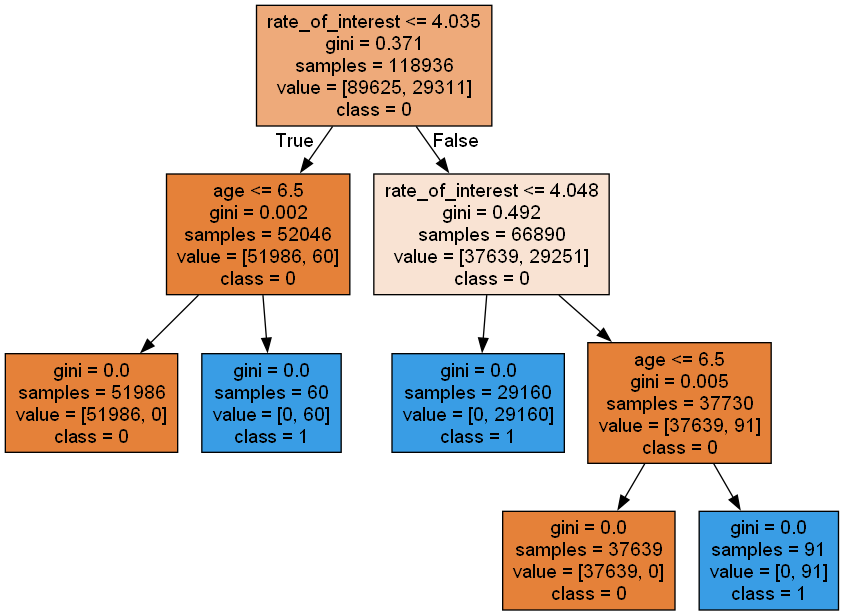 rate_of_interest <= 4.035
gini = 0.371
samples = 118936
value = [89625, 29311]
class = 0
True
False
age <= 6.5
gini = 0.002
samples = 52046
value = [51986, 60]
class = 0
rate_of_interest <= 4.048
gini = 0.492
samples = 66890
value = [37639, 29251]
class = 0
gini = 0.0
samples = 51986
value = [51986, 0]
class = 0
gini = 0.0
samples = 60
value = [0, 60]
class = 1
gini = 0.0
samples = 29160
value = [0, 29160]
class = 1
age <= 6.5
gini = 0.005
samples = 37730
value = [37639, 91]
class = 0
gini = 0.0
samples = 37639
value = [37639, 0]
class = 0
gini = 0.0
samples = 91
value = [0, 91]
class = 1